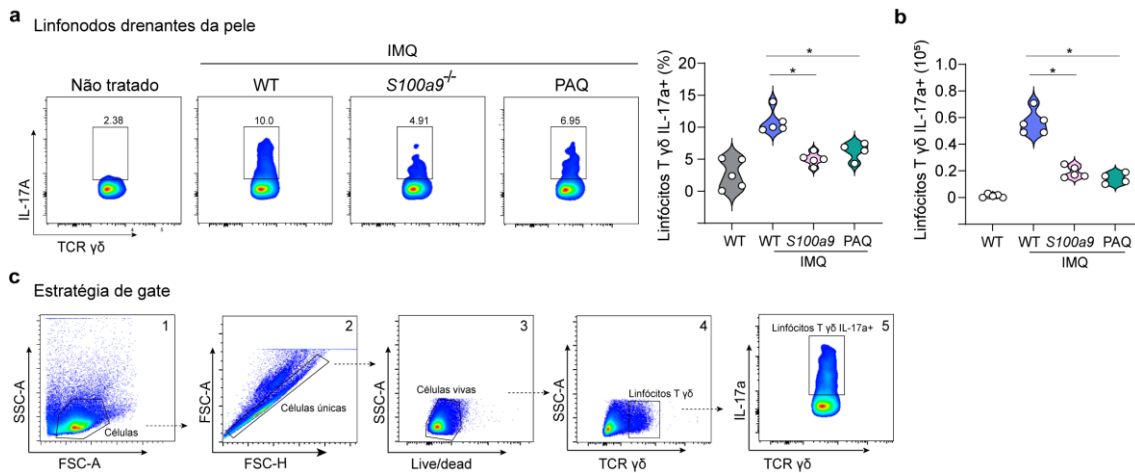 a
Linfonodos drenantes da pele
IMQ
Não tratado
WT
S100a9-/-
PAQ
2.38
10.0
4.91
6.95
IL-17A
TCR γδ
Linfócitos T γδ IL-17a+ (%)
20
15
10
5
0
*
*
WT
WT
S100a9
PAQ
IMQ
b
Linfócitos T γδ IL-17a+ (10⁵)
1.0
0.8
0.6
0.4
0.2
0
*
*
WT
WT
S100a9
PAQ
IMQ
c
Estratégia de gate
1
SSC-A
Células
FSC-A
2
FSC-A
Células únicas
FSC-H
3
SSC-A
Células vivas
Live/dead
4
SSC-A
Linfócitos T γδ
TCR γδ
5
Linfócitos T γδ IL-17a+
IL-17a
TCR γδ